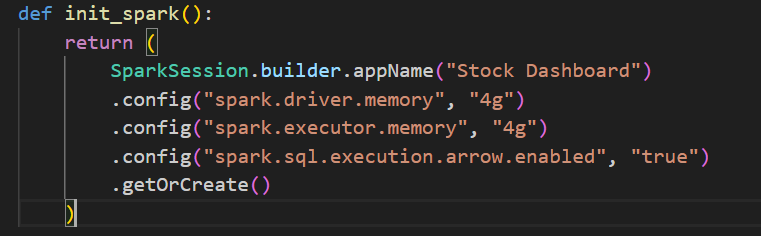 def init_spark():
    return (
        SparkSession.builder.appName("Stock Dashboard")
        .config("spark.driver.memory", "4g")
        .config("spark.executor.memory", "4g")
        .config("spark.sql.execution.arrow.enabled", "true")
        .getOrCreate()
    )